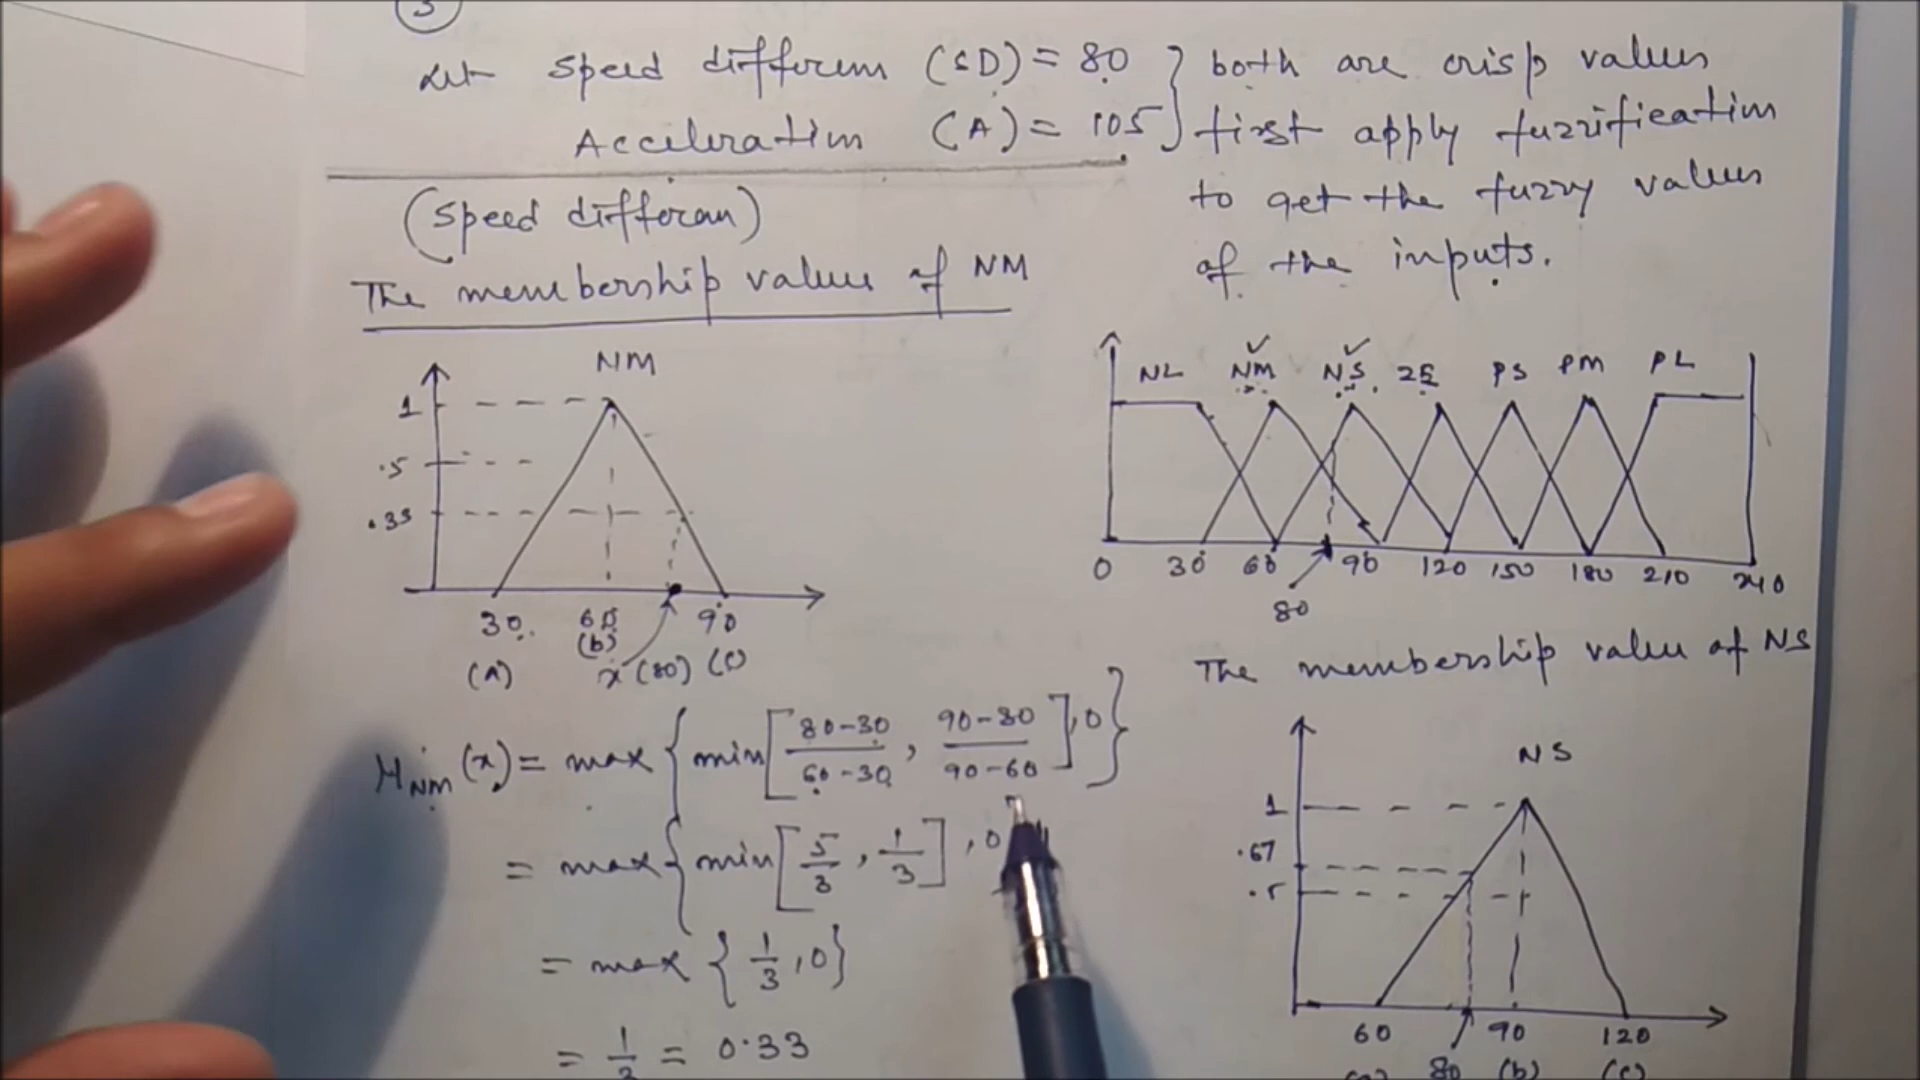 3
Let speed differen (SD) = 80
Acceleration (A) = 105
both are crisp values
first apply fuzzification
to get the fuzzy values
of the inputs.
(Speed differen)
The membership value of NM
NM
1
.5
.33
30 60 90
(a) (b) x (80) (c)
NL NM NS ZE PS PM PL
0 30 60 90 120 150 180 210 240
80
μNM (x) = max { min [ 80-30 / 60-30 , 90-80 / 90-60 ], 0 }
= max { min [ 5/3 , 1/3 ] , 0
= max { 1/3 , 0 }
= 1/3 = 0.33
The membership value of NS
NS
1
.67
.5
60 80 90 120
(a) (b) (c)